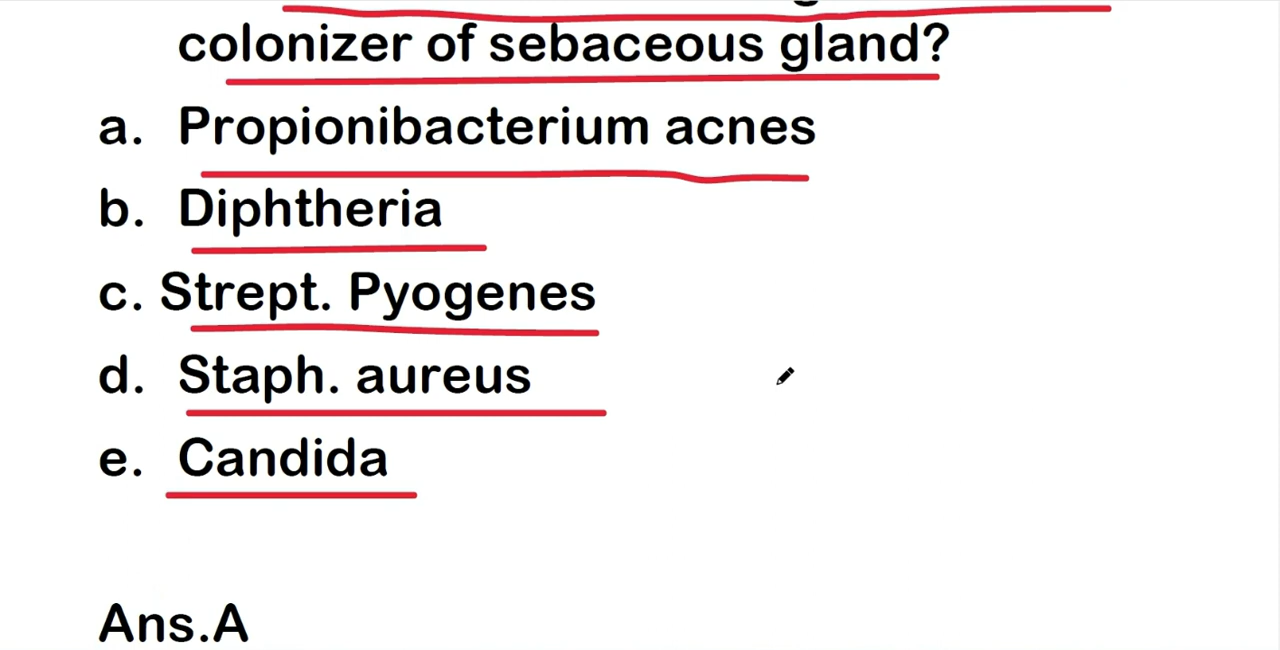 colonizer of sebaceous gland?
a. Propionibacterium acnes
b. Diphtheria
c. Strept. Pyogenes
d. Staph. aureus
e. Candida
Ans.A